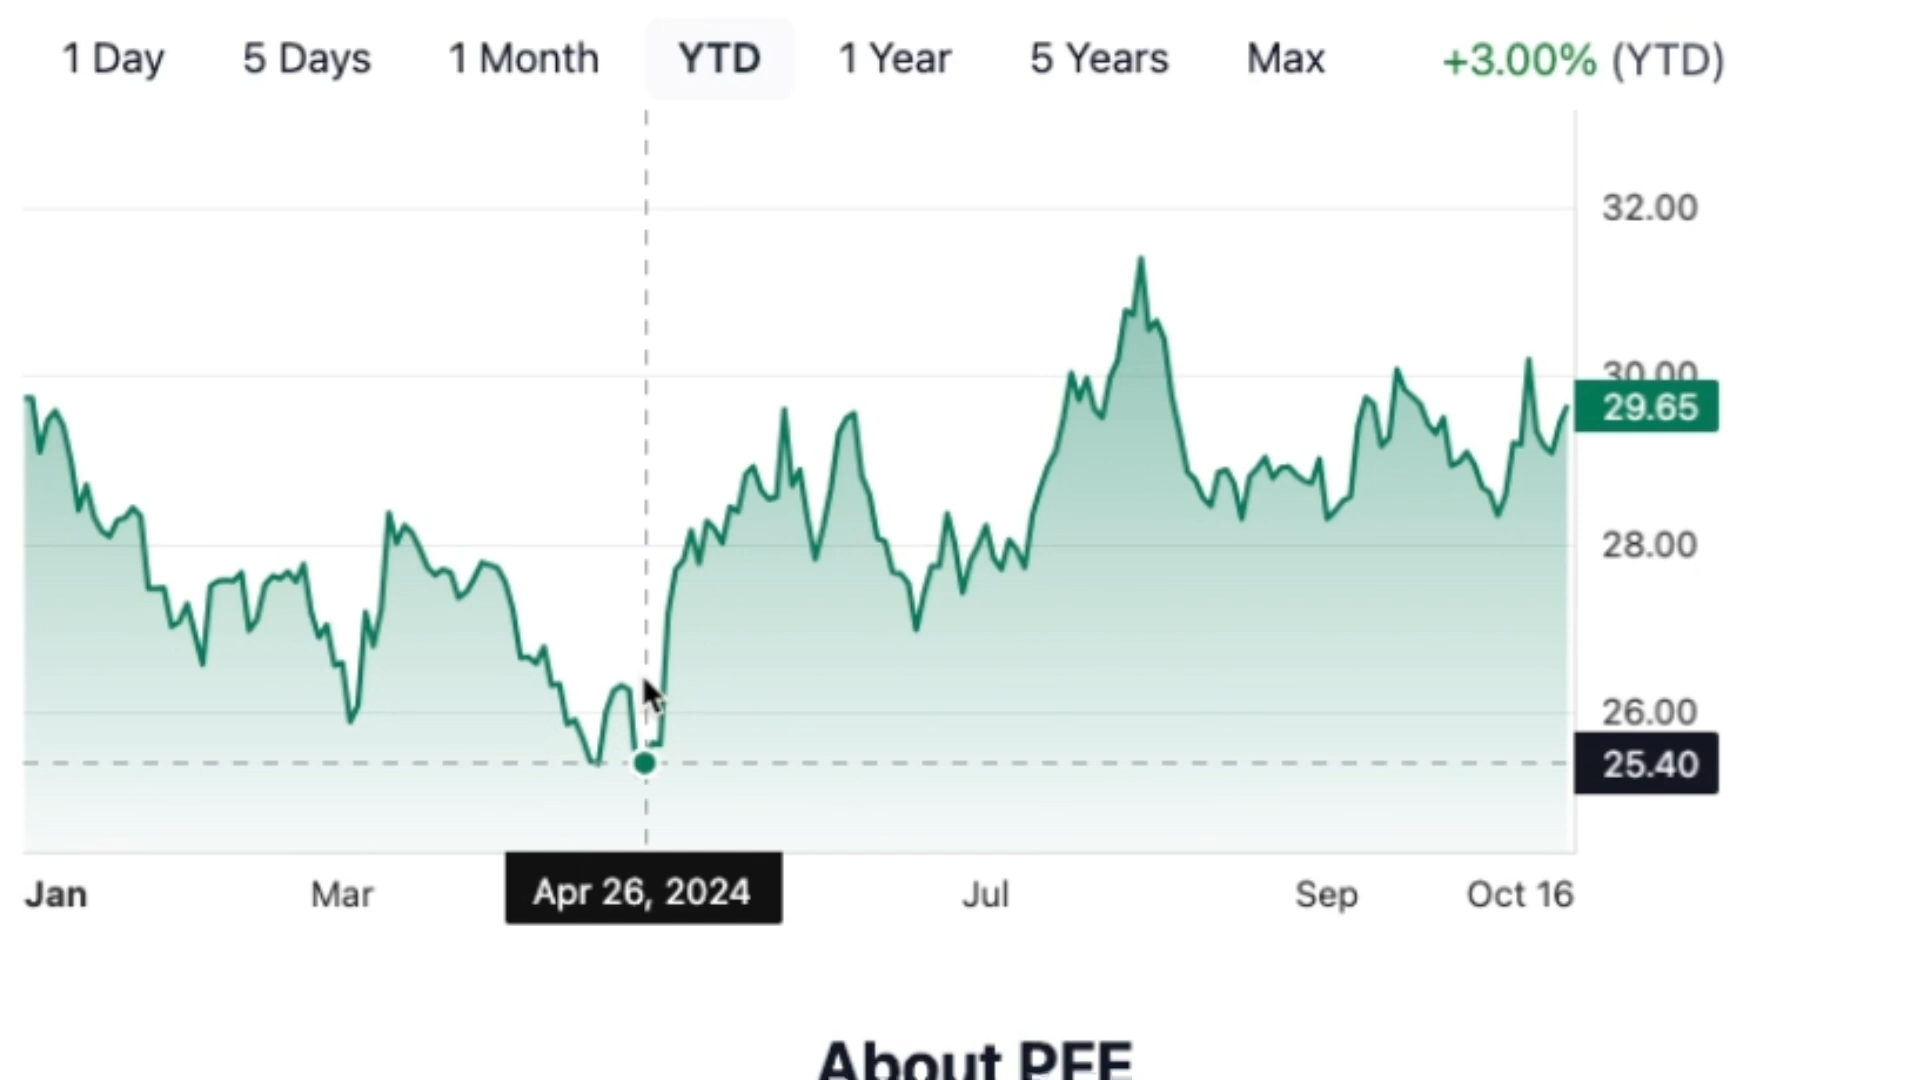 1 Day 5 Days 1 Month YTD 1 Year 5 Years Max +3.00% (YTD)
32.00
30.00
29.65
28.00
26.00
25.40
Jan Mar Apr 26, 2024 Jul Sep Oct 16
About PFE